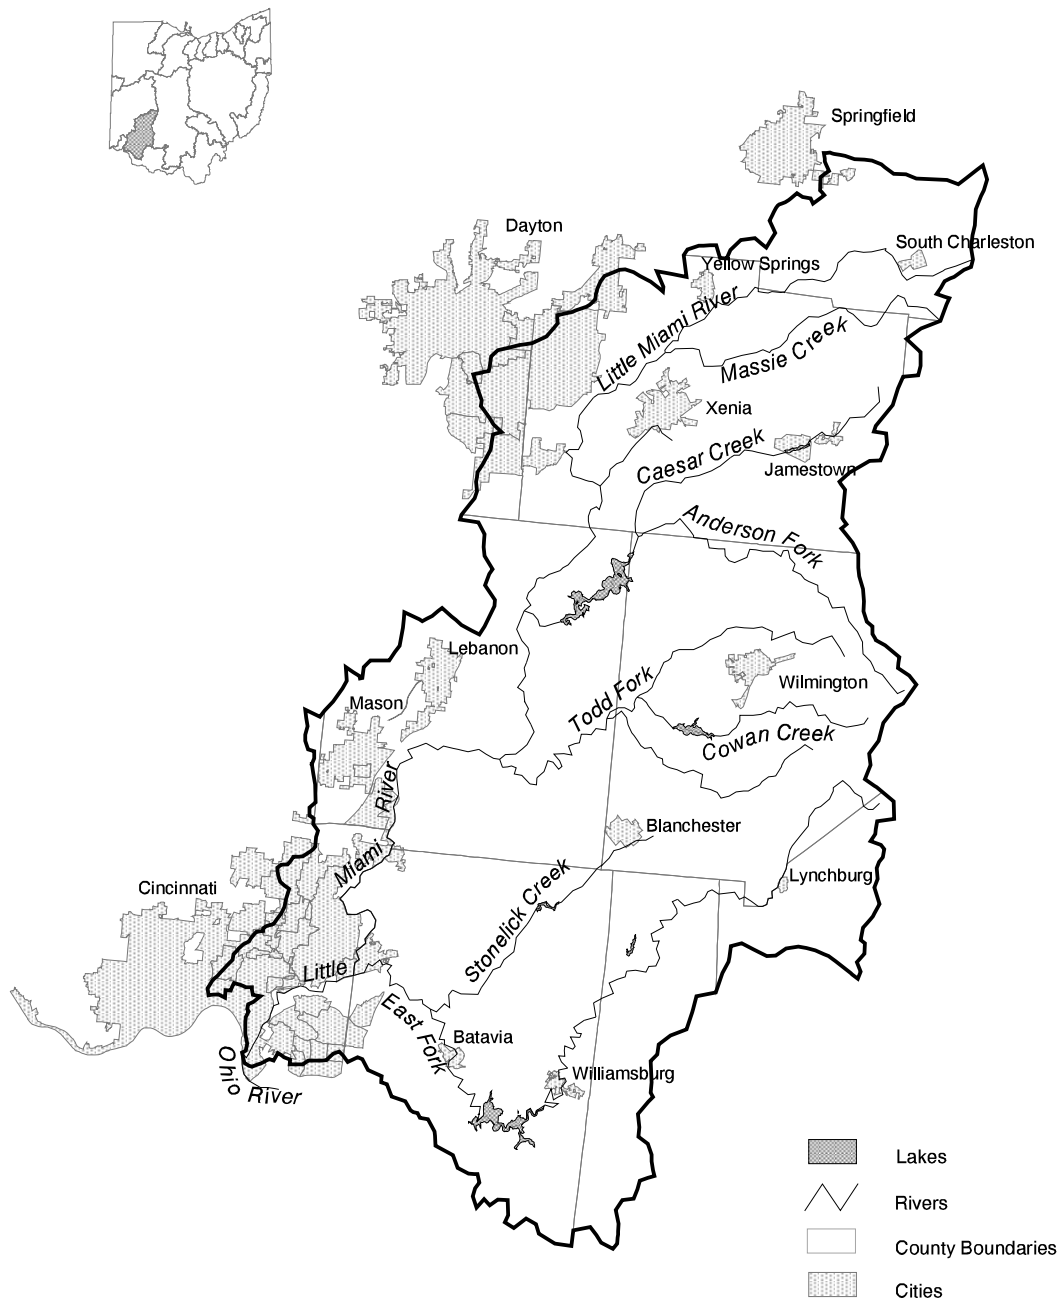 Springfield
Dayton
South Charleston
Yellow Springs
Little Miami River
Massie Creek
Xenia
Caesar Creek
Jamestown
Anderson Fork
Lebanon
Todd Fork
Wilmington
Mason
Cowan Creek
River
Blanchester
Miami
Lynchburg
Cincinnati
Stonelick Creek
Little
East Fork
Batavia
Williamsburg
Ohio River
Lakes
Rivers
County Boundaries
Cities